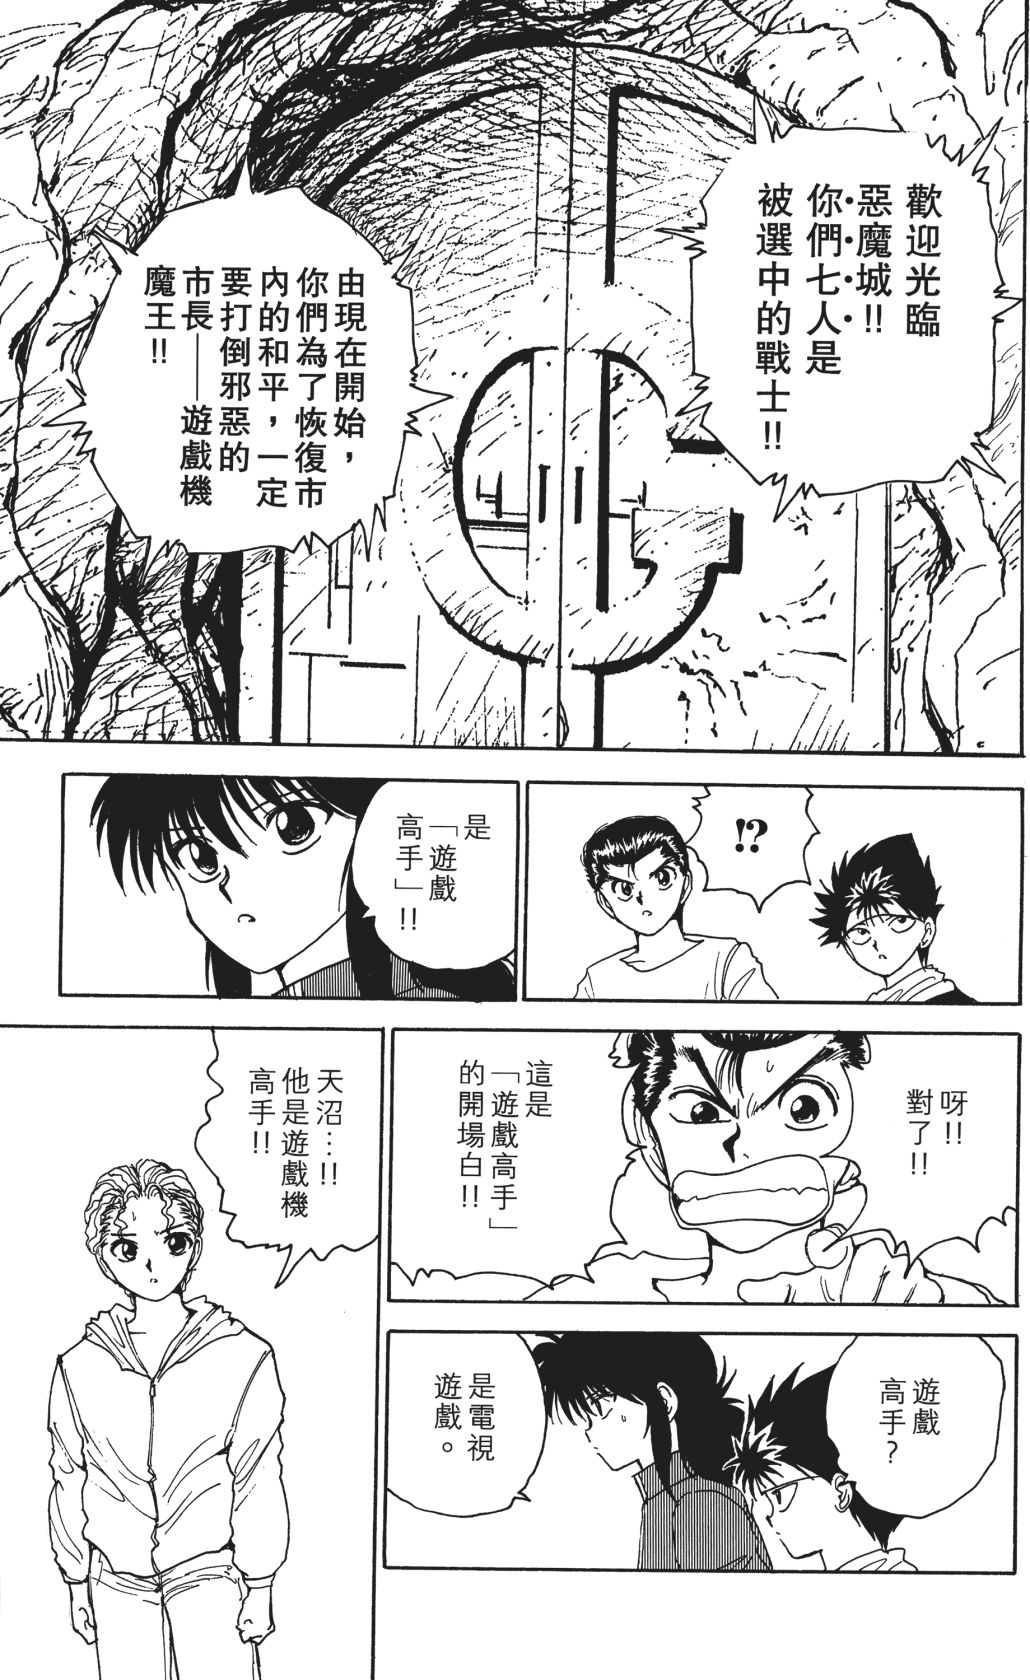 歡迎光臨
惡魔城!!
你們七人是
被選中的戰士!!
由現在開始，
你們為了恢復市
內的和平，一定
要打倒邪惡的
市長——遊戲機
魔王!!
!?
是
「遊戲
高手」!!
呀!!
對了!!
這是
「遊戲高手」
的開場白!!
遊戲
高手?
是電視
遊戲。
天沼…!!
他是遊戲機
高手!!